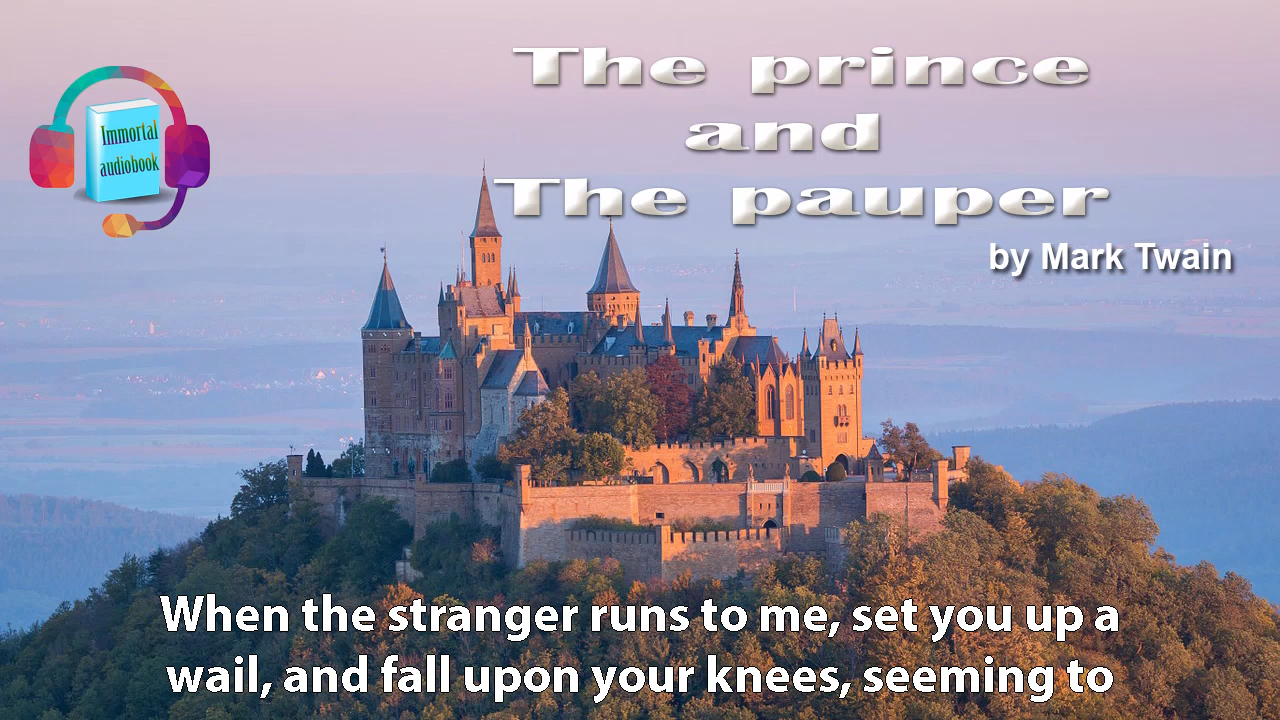 Immortal
audiobook
The prince
and
The pauper
by Mark Twain
When the stranger runs to me, set you up a
wail, and fall upon your knees, seeming to